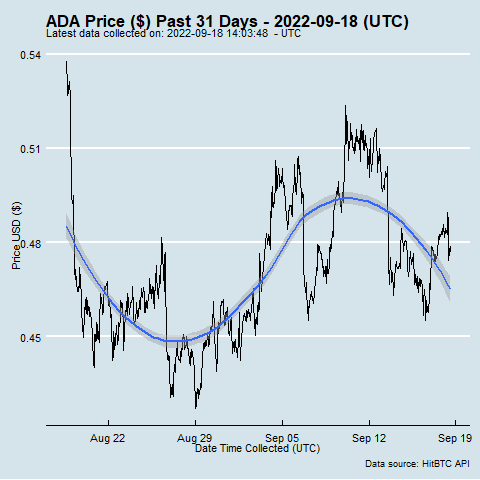 ADA Price ($) Past 31 Days - 2022-09-18 (UTC)
Latest data collected on: 2022-09-18 14:03:48 - UTC
0.54
0.51
0.48
0.45
Price USD ($)
Aug 22 Aug 29 Sep 05 Sep 12 Sep 19
Date Time Collected (UTC)
Data source: HitBTC API